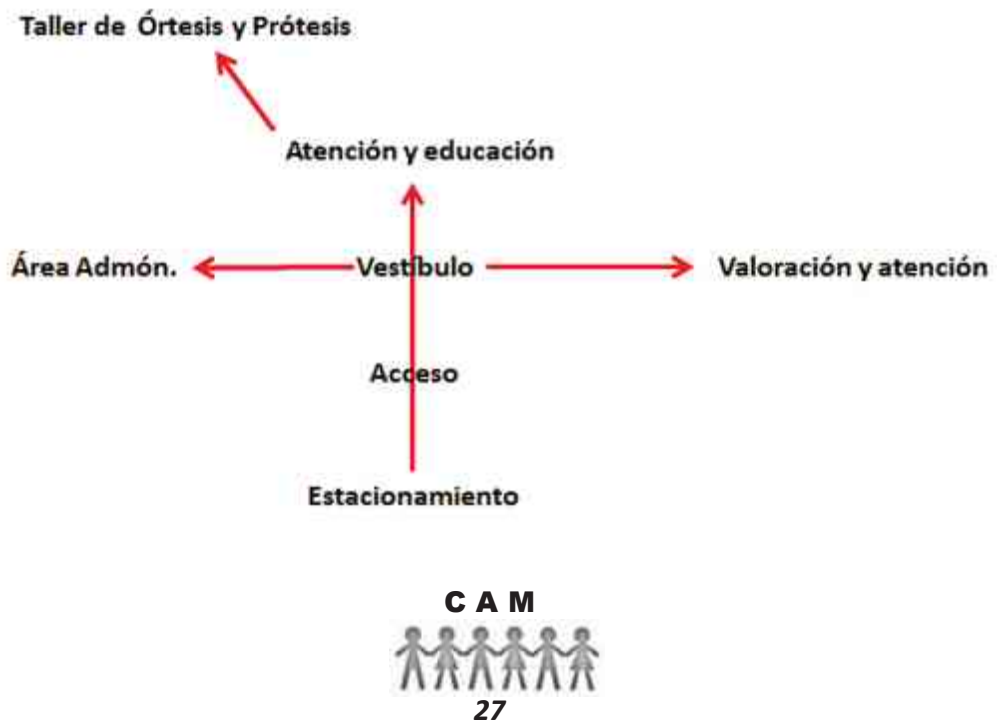 Taller de Órtesis y Prótesis
Atención y educación
Área Admón.
Vestíbulo
Valoración y atención
Acceso
Estacionamiento
C A M
27